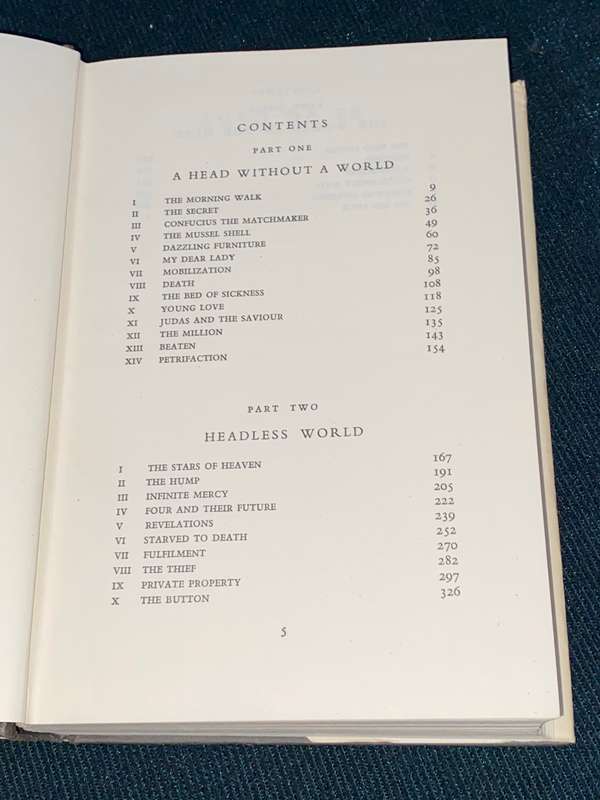 CONTENTS
PART ONE
A HEAD WITHOUT A WORLD
I THE MORNING WALK 9
II THE SECRET 26
III CONFUCIUS THE MATCHMAKER 36
IV THE MUSSEL SHELL 49
V DAZZLING FURNITURE 60
VI MY DEAR LADY 72
VII MOBILIZATION 85
VIII DEATH 98
IX THE BED OF SICKNESS 108
X YOUNG LOVE 118
XI JUDAS AND THE SAVIOUR 125
XII THE MILLION 135
XIII BEATEN 143
XIV PETRIFACTION 154
PART TWO
HEADLESS WORLD
I THE STARS OF HEAVEN 167
II THE HUMP 191
III INFINITE MERCY 205
IV FOUR AND THEIR FUTURE 222
V REVELATIONS 239
VI STARVED TO DEATH 252
VII FULFILMENT 270
VIII THE THIEF 282
IX PRIVATE PROPERTY 297
X THE BUTTON 326
5